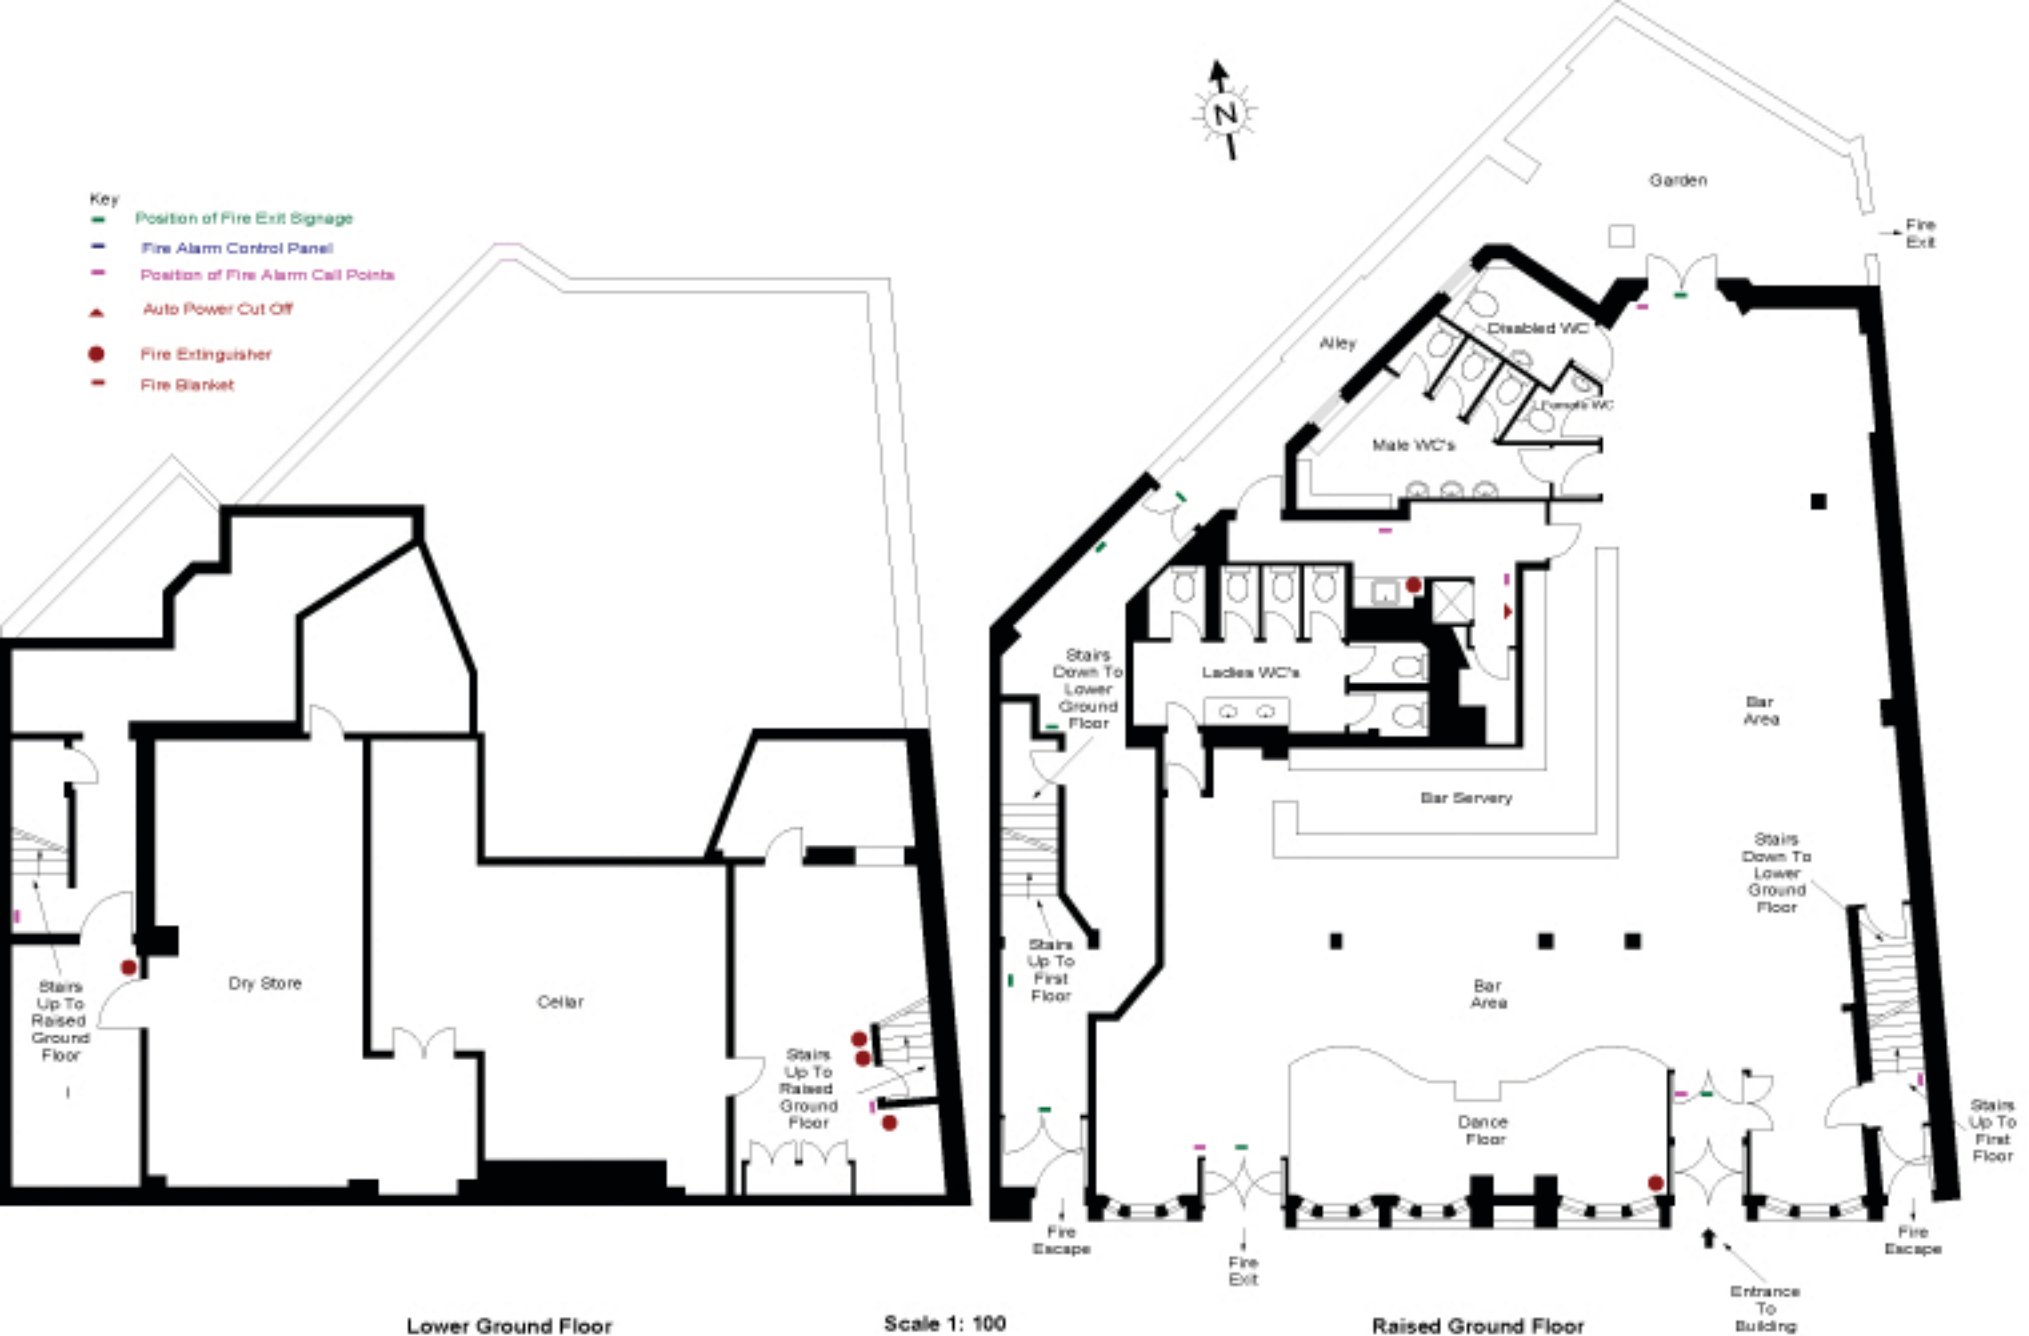 N
Garden
Fire
Exit
Key
Position of Fire Exit Signage
Fire Alarm Control Panel
Position of Fire Alarm Call Points
Auto Power Cut Off
Fire Extinguisher
Fire Blanket
Disabled WC
Alley
Female WC
Male WC's
Stairs
Down To
Lower
Ground
Floor
Ladies WC's
Bar
Area
Bar Servery
Stairs
Down To
Lower
Ground
Floor
Stairs
Up To
First
Floor
Bar
Area
Dry Store
Cellar
Stairs
Up To
Raised
Ground
Floor
Stairs
Up To
Raised
Ground
Floor
Dance
Floor
Stairs
Up To
First
Floor
Fire
Escape
Fire
Exit
Fire
Escape
Entrance
To
Building
Lower Ground Floor
Scale 1: 100
Raised Ground Floor